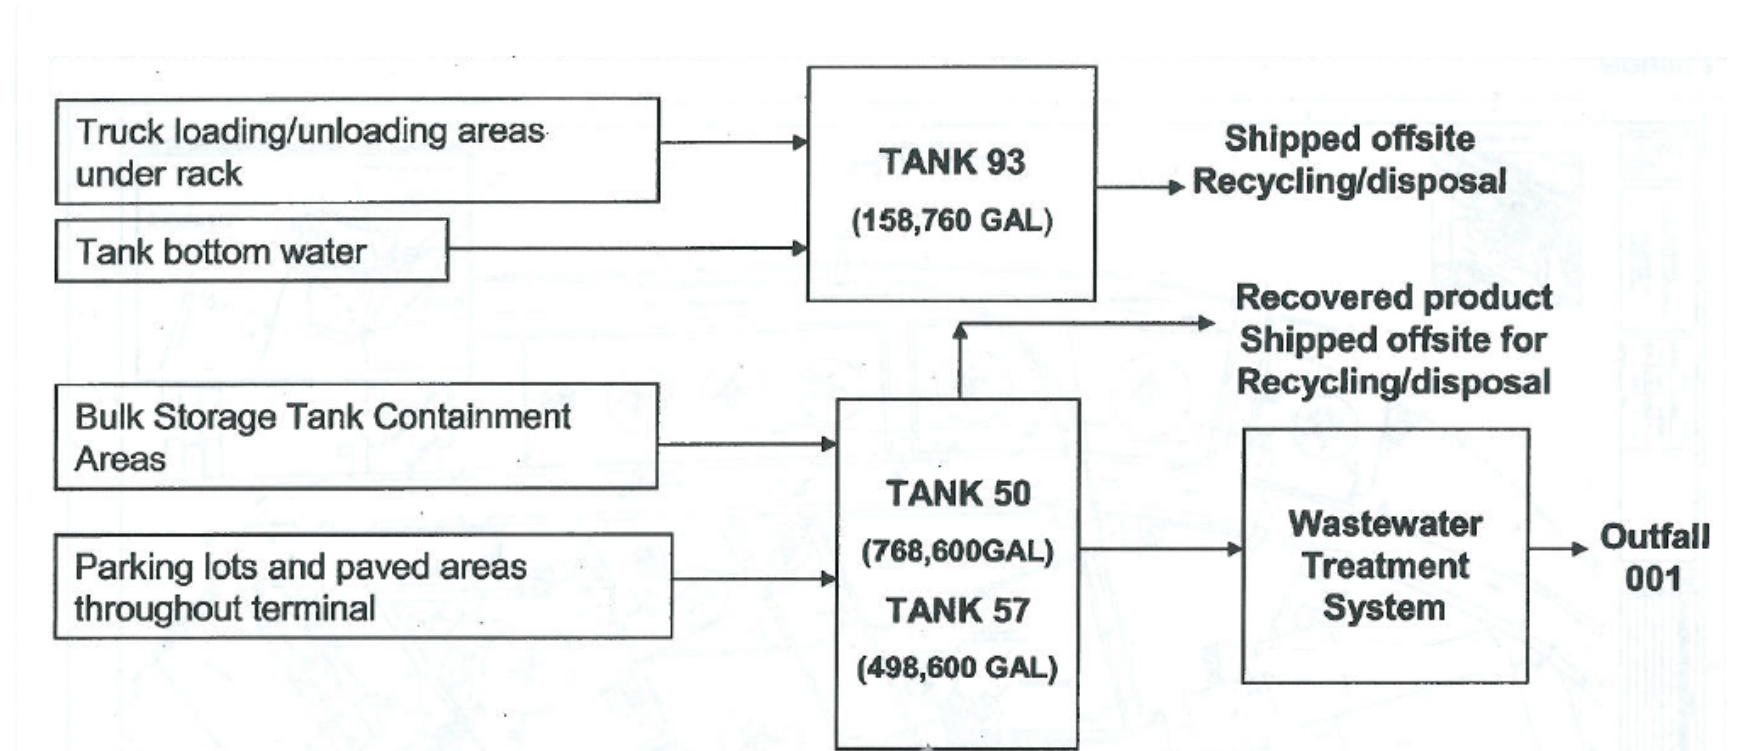 Truck loading/unloading areas
under rack
TANK 93
(158,760 GAL)
Shipped offsite
Recycling/disposal
Tank bottom water
Recovered product
Shipped offsite for
Recycling/disposal
Bulk Storage Tank Containment
Areas
Parking lots and paved areas
throughout terminal
TANK 50
(768,600GAL)
TANK 57
(498,600 GAL)
Wastewater
Treatment
System
Outfall
001